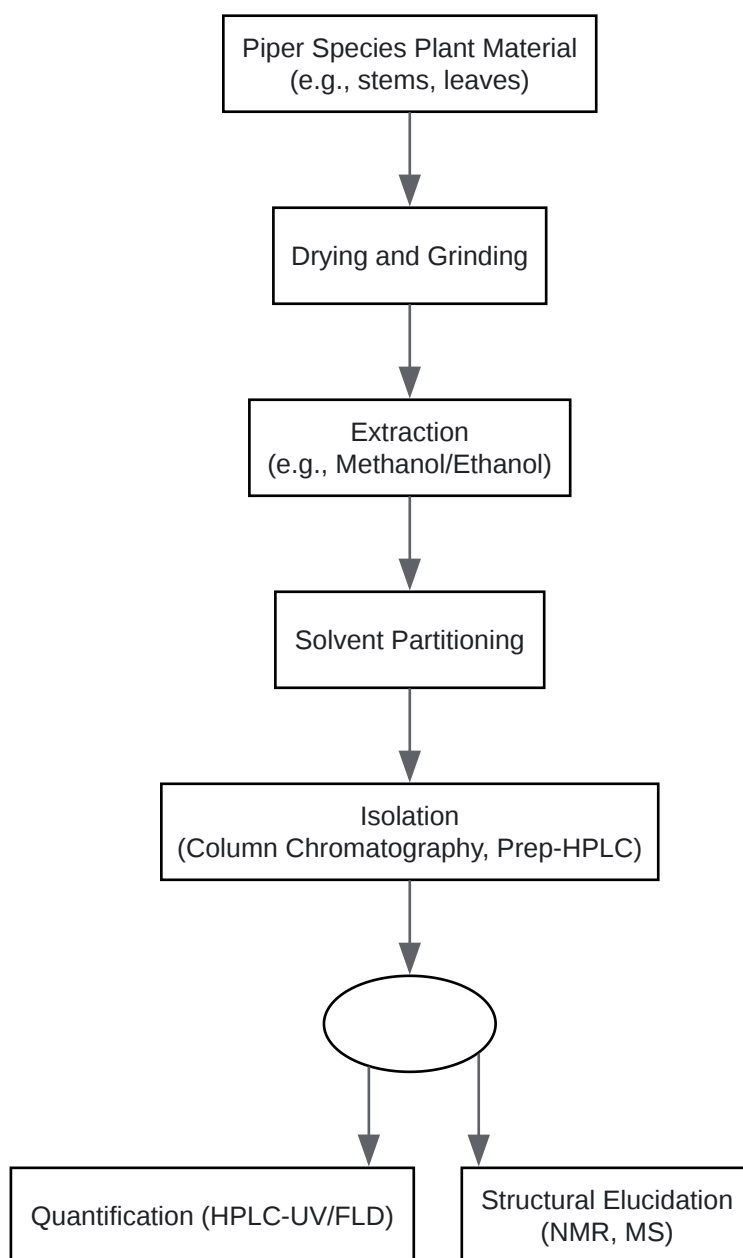 Piper Species Plant Material
(e.g., stems, leaves)
Drying and Grinding
Extraction
(e.g., Methanol/Ethanol)
Solvent Partitioning
Isolation
(Column Chromatography, Prep-HPLC)
Quantification (HPLC-UV/FLD)
Structural Elucidation
(NMR, MS)